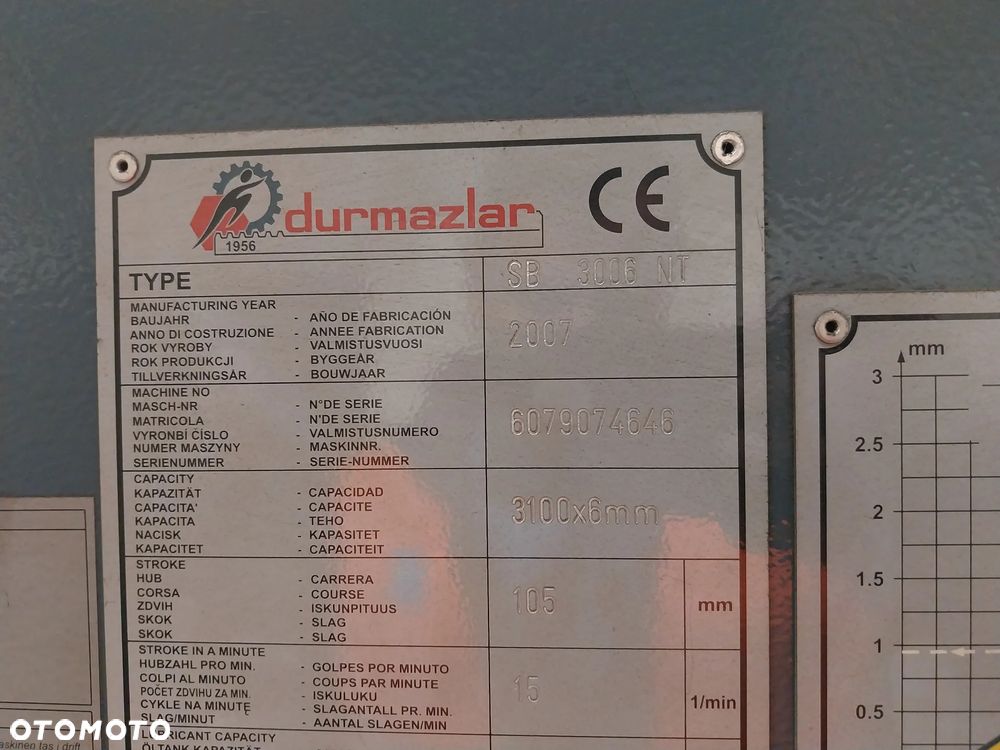 durmazlar
1956
CE
TYPE SB 3006 NT
MANUFACTURING YEAR
BAUJAHR - AÑO DE FABRICACIÓN
ANNO DI COSTRUZIONE - ANNEE FABRICATION
ROK VYROBY - VALMISTUSVUOSI
ROK PRODUKCJI - BYGGEÅR
TILLVERKNINGSÅR - BOUWJAAR
2007
MACHINE NO
MASCH-NR - N°DE SERIE
MATRICOLA - N'DE SERIE
VYRONBÍ ČÍSLO - VALMISTUSNUMERO
NUMER MASZYNY - MASKINNR.
SERIENUMMER - SERIE-NUMMER
6079074646
CAPACITY
KAPAZITÄT - CAPACIDAD
CAPACITA' - CAPACITE
KAPACITA - TEHO
NACISK - KAPASITET
KAPACITET - CAPACITEIT
3100x6mm
STROKE
HUB - CARRERA
CORSA - COURSE
ZDVIH - ISKUNPITUUS
SKOK - SLAG
SKOK - SLAG
105 mm
STROKE IN A MINUTE
HUBZAHL PRO MIN. - GOLPES POR MINUTO
COLPI AL MINUTO - COUPS PAR MINUTE
POČET ZDVIHU ZA MIN. - ISKULUKU
CYKLE NA MINUTĘ - SLAGANTALL PR. MIN.
SLAG/MINUT - AANTAL SLAGEN/MIN
15 1/min
LUBRICANT CAPACITY
ÖLTANK KAPAZITÄT
mm
3
2.5
2
1.5
1
0.5
OTOMOTO